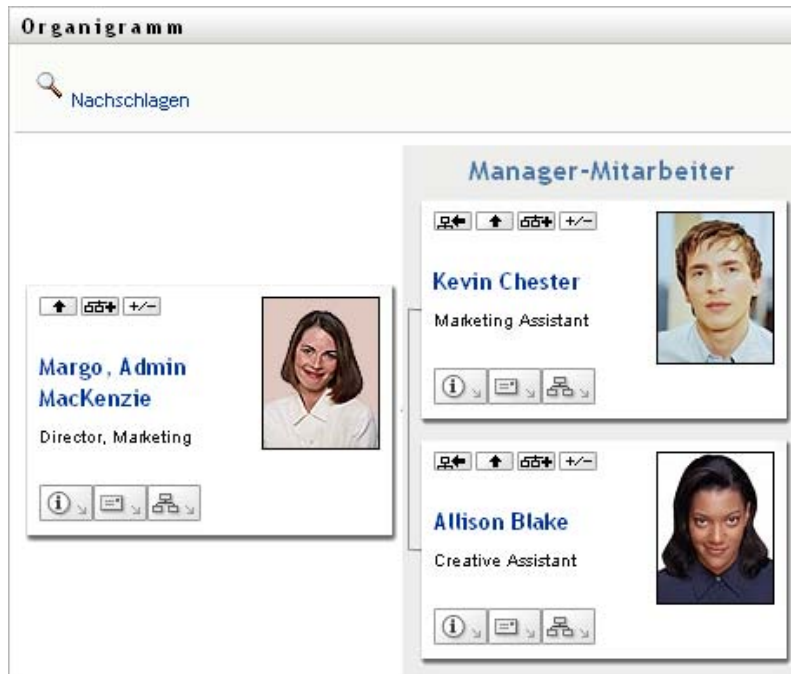 Organigramm
Nachschlagen
Manager-Mitarbeiter
+/-
Kevin Chester
Marketing Assistant
+/-
Margo, Admin
MacKenzie
Director, Marketing
+/-
Allison Blake
Creative Assistant